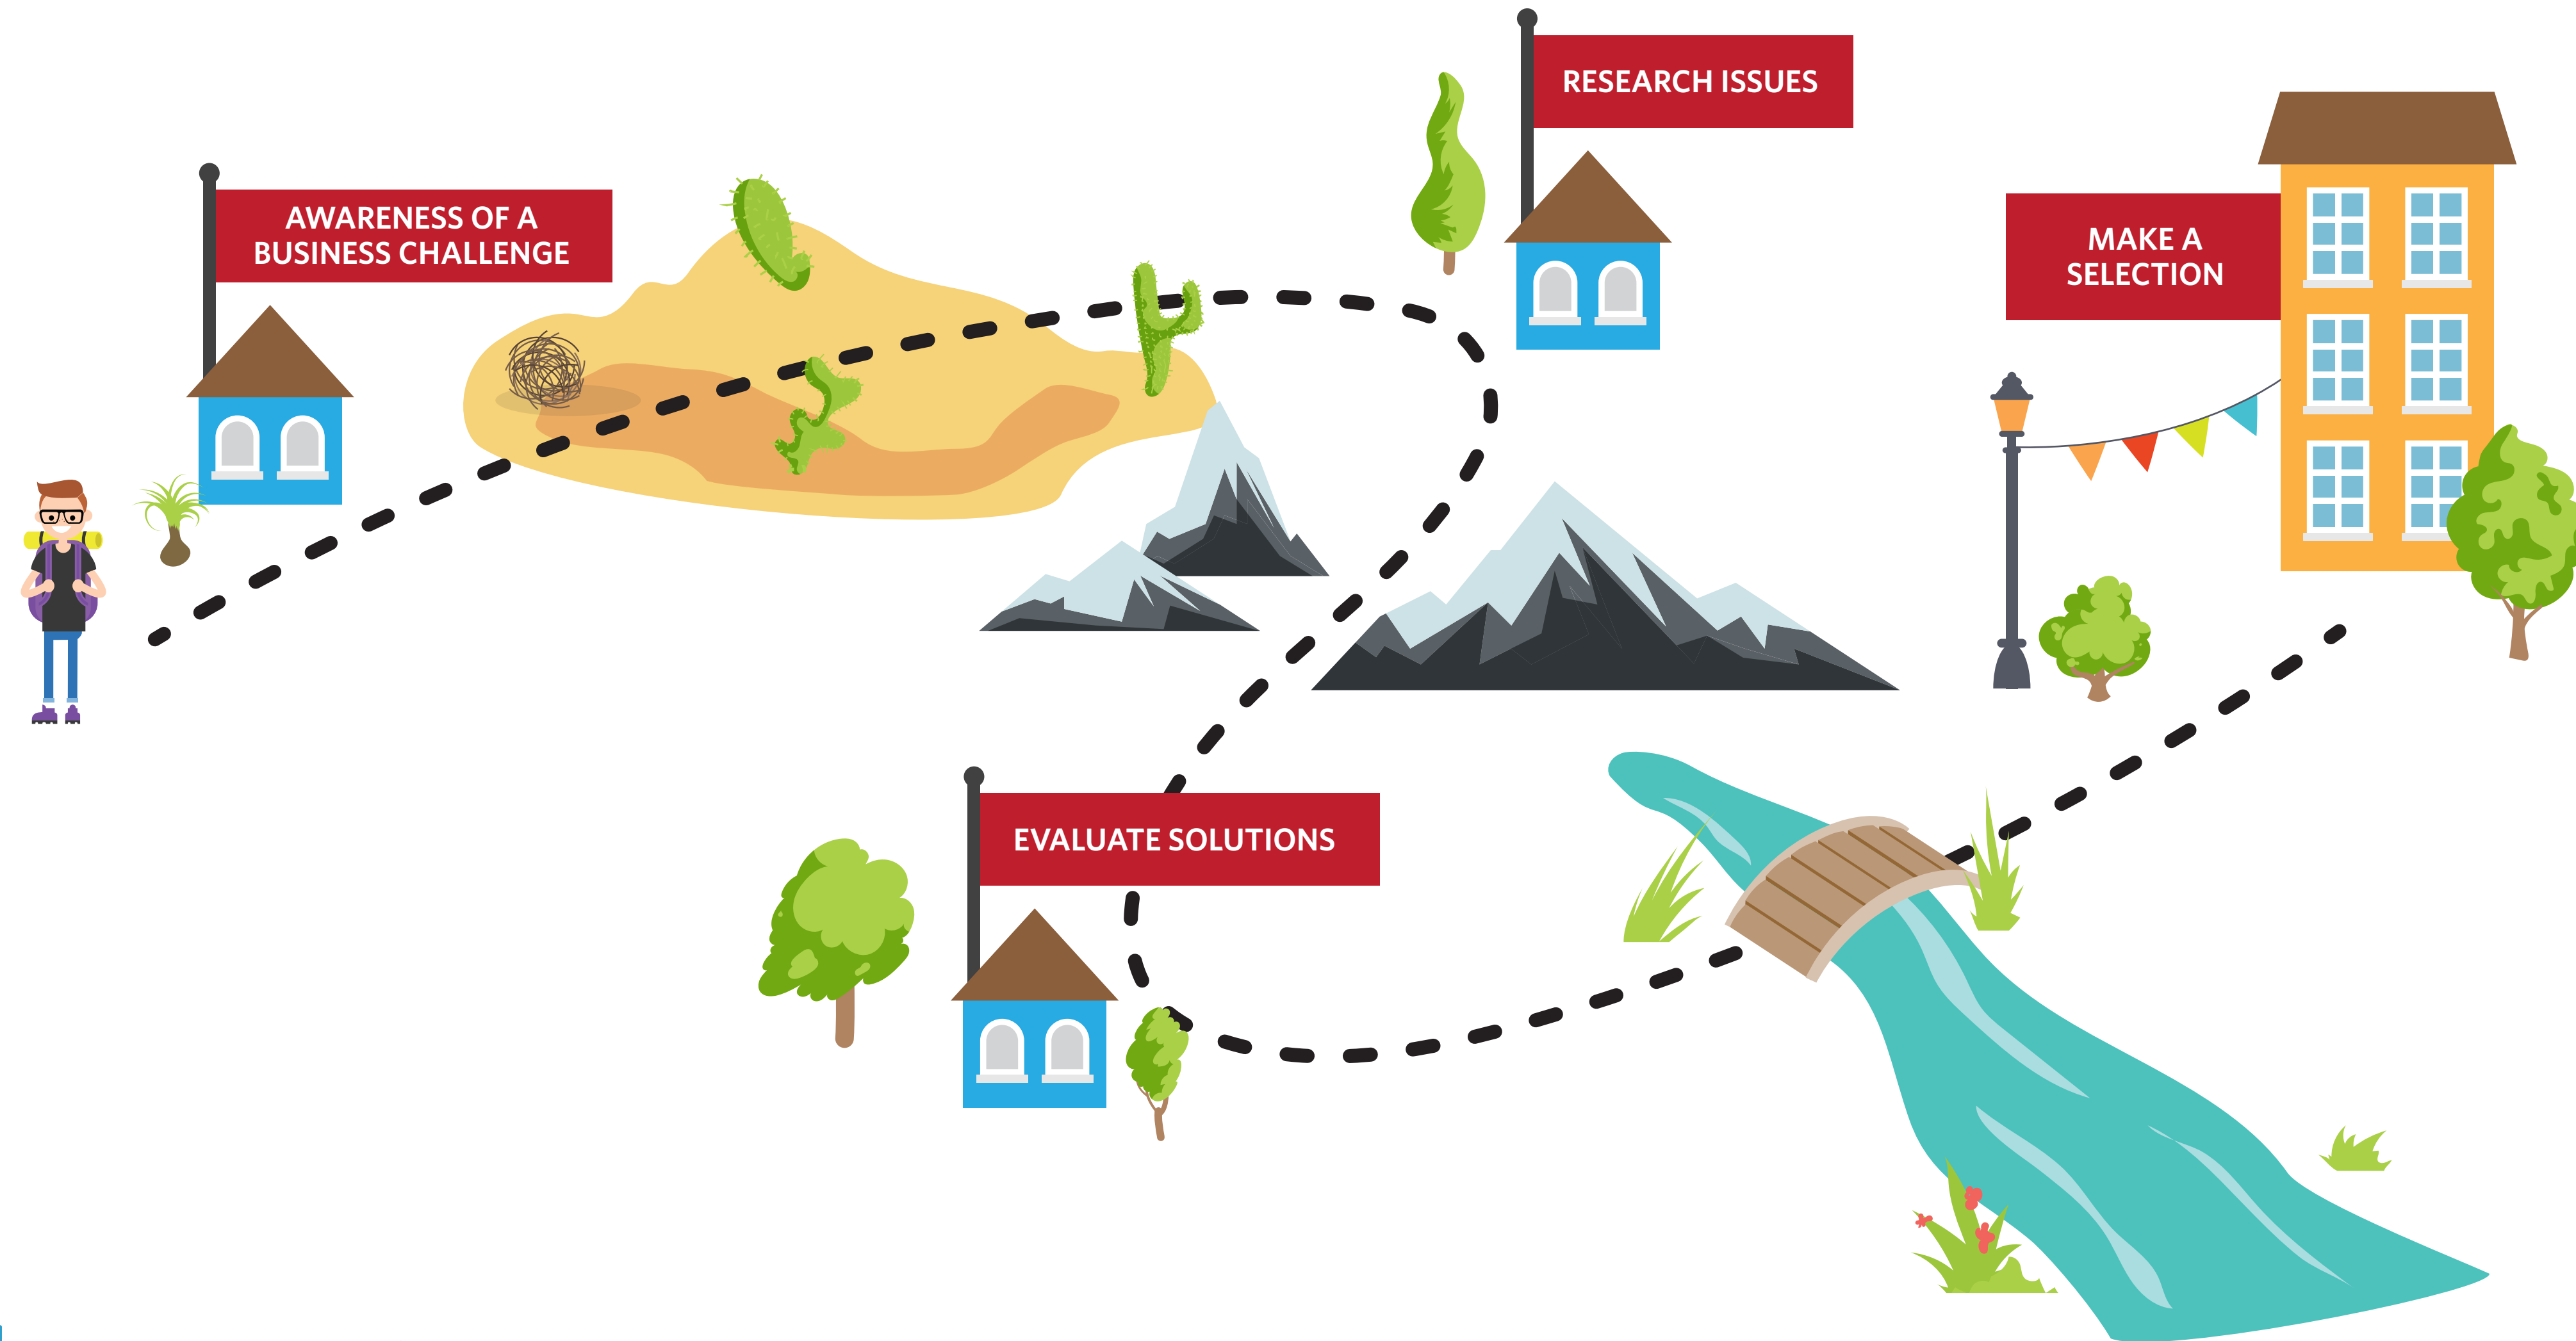 AWARENESS OF A
BUSINESS CHALLENGE
RESEARCH ISSUES
EVALUATE SOLUTIONS
MAKE A
SELECTION